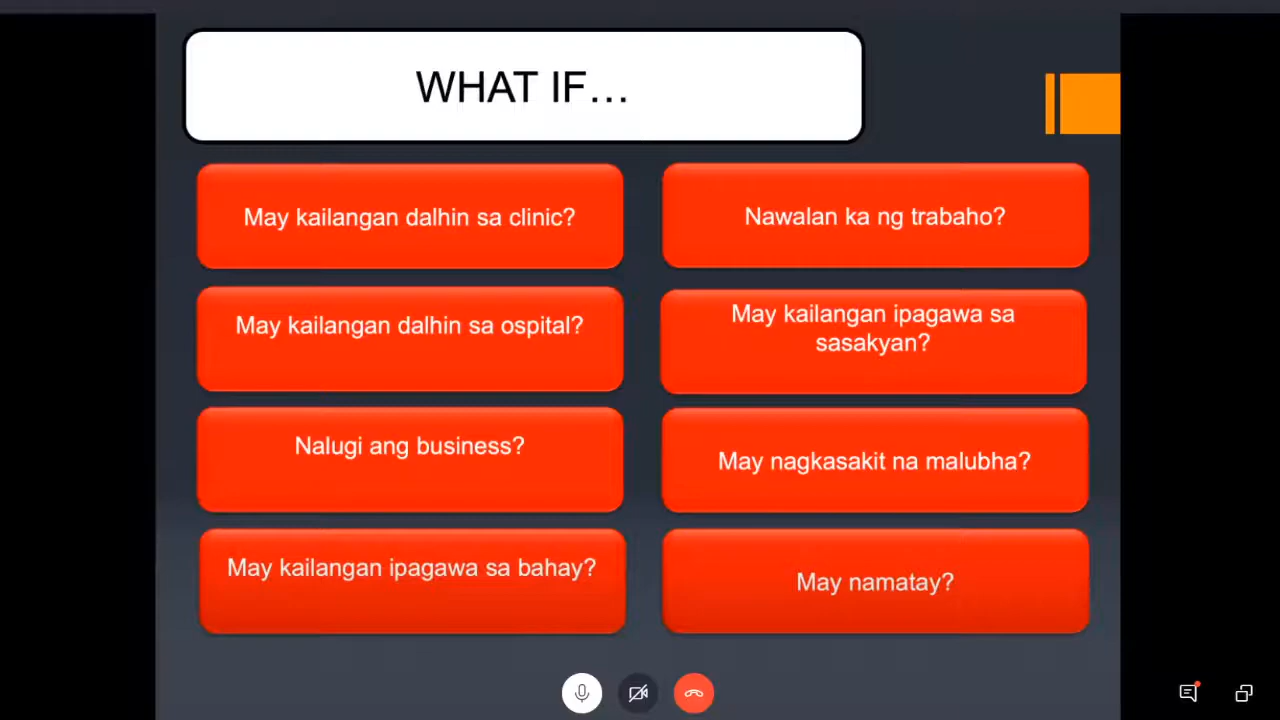 WHAT IF...
May kailangan dalhin sa clinic?
Nawalan ka ng trabaho?
May kailangan dalhin sa ospital?
May kailangan ipagawa sa
sasakyan?
Nalugi ang business?
May nagkasakit na malubha?
May kailangan ipagawa sa bahay?
May namatay?